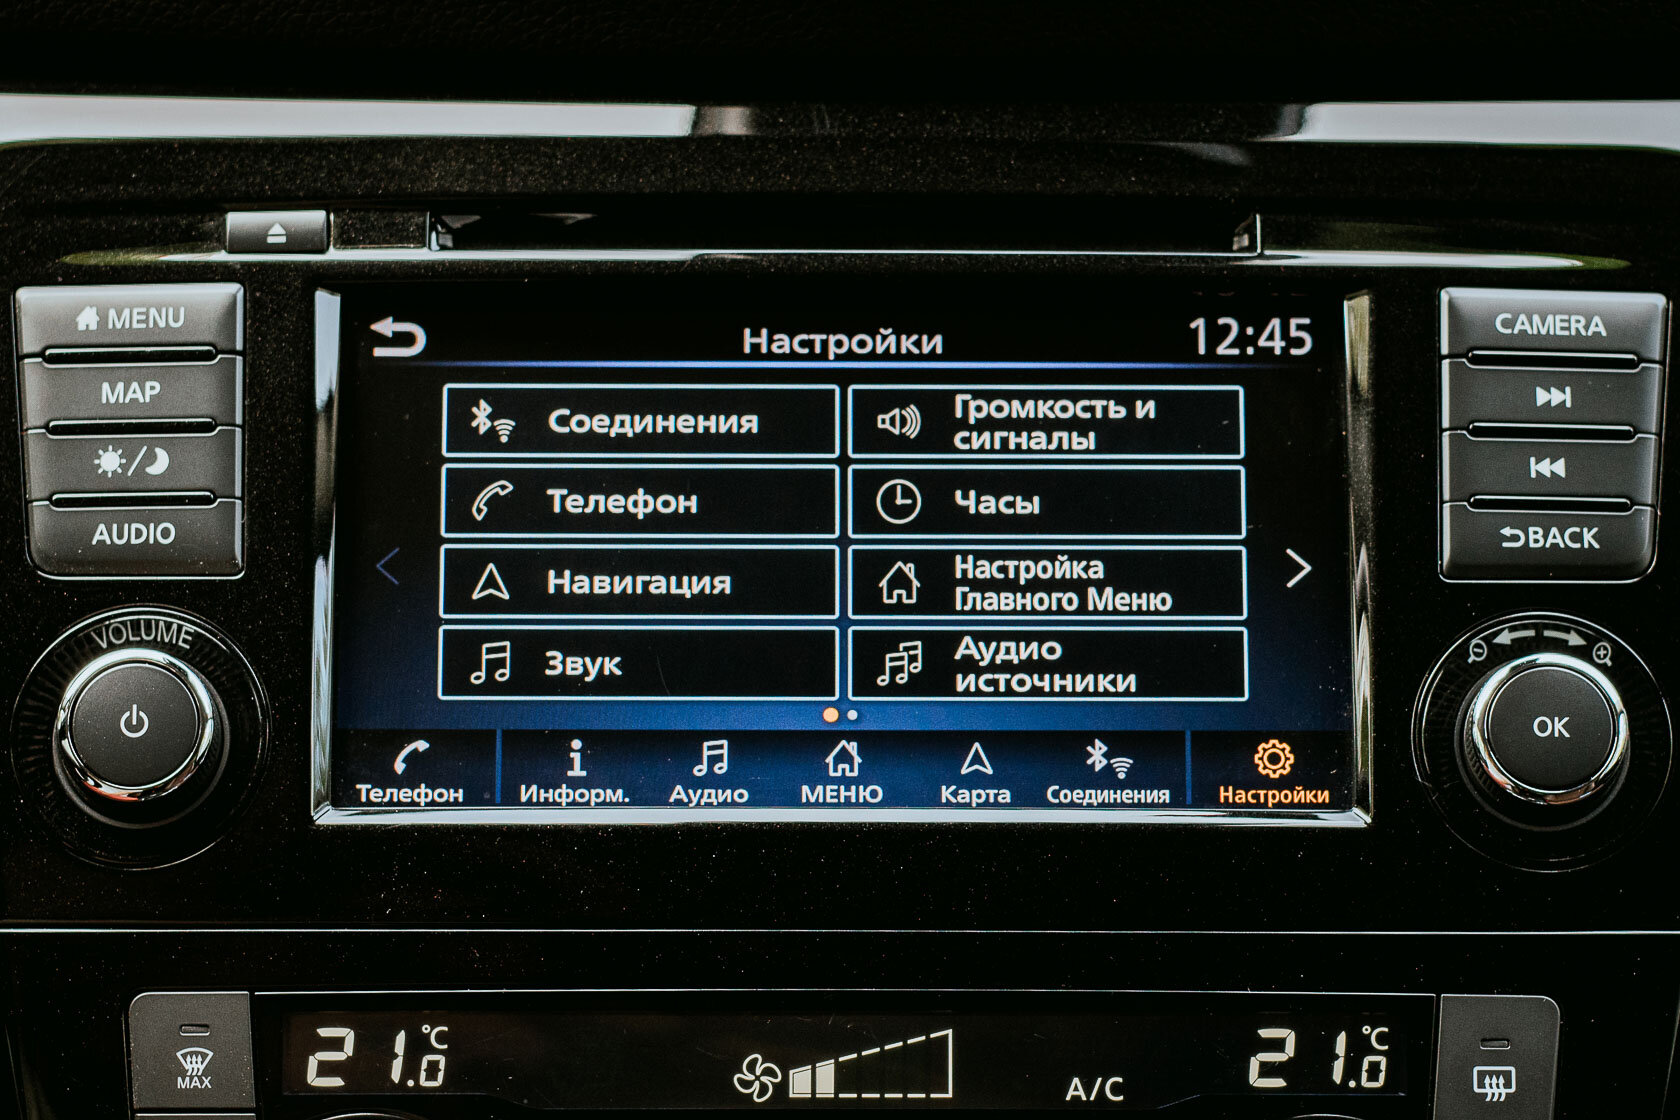 MENU
MAP
AUDIO
VOLUME
Настройки
12:45
Соединения
Громкость и
сигналы
Телефон
Часы
Навигация
Настройка
Главного Меню
Звук
Аудио
источники
Телефон
Информ.
Аудио
МЕНЮ
Карта
Соединения
Настройки
CAMERA
BACK
OK
MAX
21.0°C
A/C
21.0°C